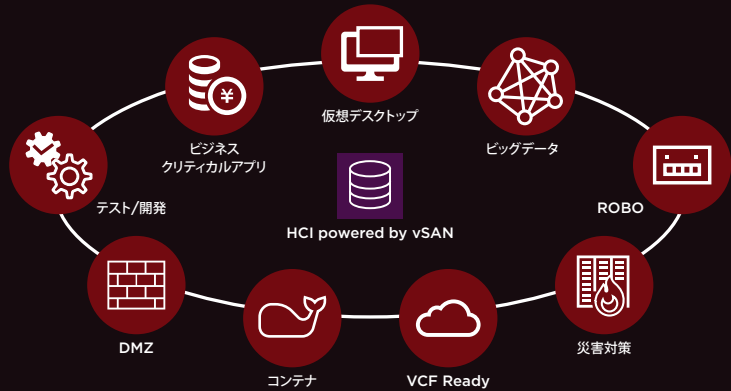 仮想デスクトップ
ビジネス
クリティカルアプリ
¥
ビッグデータ
テスト/開発
ROBO
HCI powered by vSAN
DMZ
災害対策
コンテナ
VCF Ready